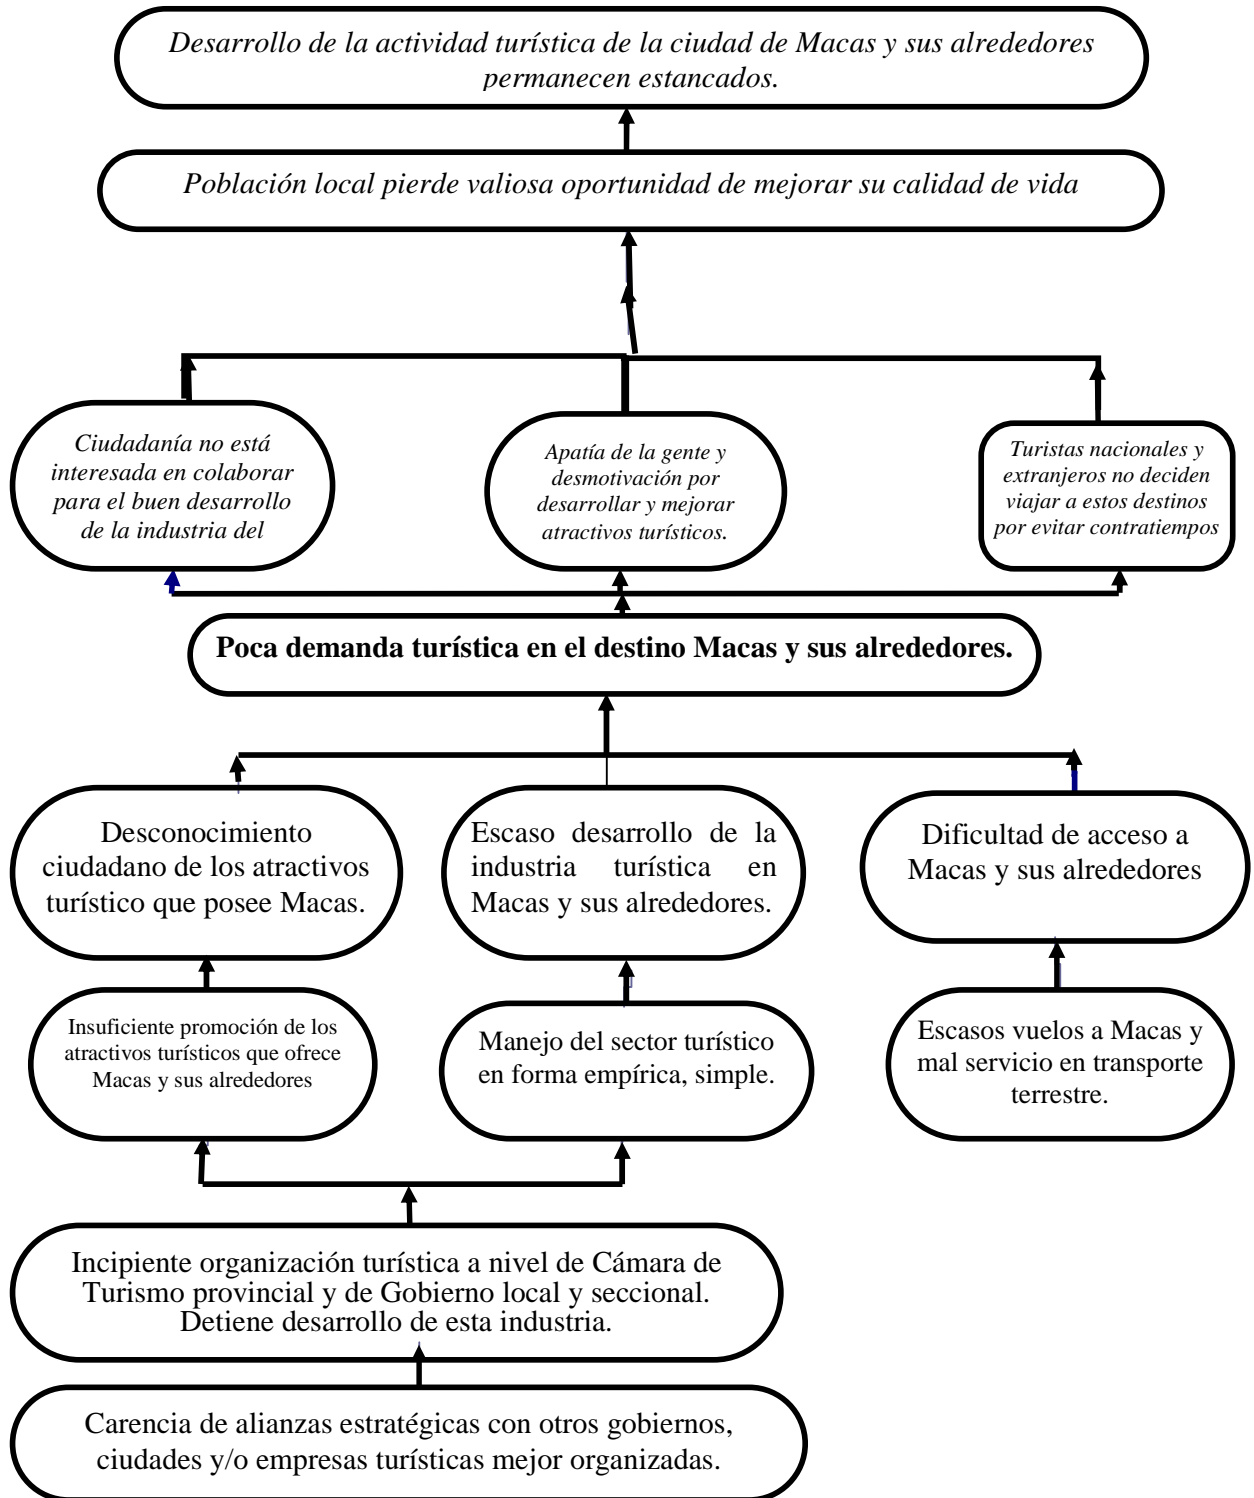 Desarrollo de la actividad turística de la ciudad de Macas y sus alrededores
permanecen estancados.
Población local pierde valiosa oportunidad de mejorar su calidad de vida
Ciudadanía no está
interesada en colaborar
para el buen desarrollo
de la industria del
Apatía de la gente y
desmotivación por
desarrollar y mejorar
atractivos turísticos.
Turistas nacionales y
extranjeros no deciden
viajar a estos destinos
por evitar contratiempos
Poca demanda turística en el destino Macas y sus alrededores.
Desconocimiento
ciudadano de los atractivos
turístico que posee Macas.
Escaso desarrollo de la
industria turística en
Macas y sus alrededores.
Dificultad de acceso a
Macas y sus alrededores
Insuficiente promoción de los
atractivos turísticos que ofrece
Macas y sus alrededores
Manejo del sector turístico
en forma empírica, simple.
Escasos vuelos a Macas y
mal servicio en transporte
terrestre.
Incipiente organización turística a nivel de Cámara de
Turismo provincial y de Gobierno local y seccional.
Detiene desarrollo de esta industria.
Carencia de alianzas estratégicas con otros gobiernos,
ciudades y/o empresas turísticas mejor organizadas.